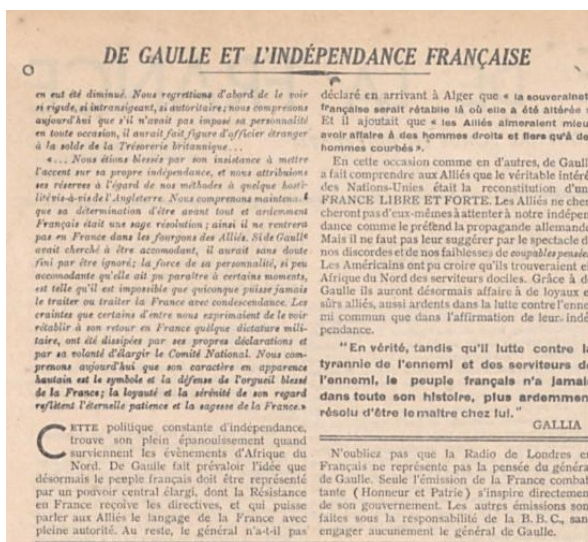 DE GAULLE ET L'INDÉPENDANCE FRANÇAISE
en eut été diminué. Nous regrettions d'abord de le voir
si rigide, si intransigeant, si autoritaire; nous comprenons
aujourd'hui que s'il n'avait pas imposé sa personnalité
en toute occasion, il aurait fait figure d'officier étranger
à la solde de la Trésorerie britannique...
«... Nous étions blessés par son insistance à mettre
l'accent sur sa propre indépendance, et nous attribuions
ses réserves à l'égard de nos méthodes à quelque hosti-
lité vis-à-vis de l'Angleterre. Nous comprenons maintenant
que sa détermination d'être avant tout et ardemment
Français était une sage résolution; ainsi il ne rentrera
pas en France dans les fourgons des Alliés. Si de Gaulle
avait cherché à être accomodant, il aurait sans doute
fini par être ignoré; la force de sa personnalité, si peu
accomodante qu'elle ait pu paraître à certains moments,
est telle qu'il est impossible que quiconque puisse jamais
le traiter ou traiter la France avec condescendance. Les
craintes que certains d'entre nous exprimaient de le voir
rétablir à son retour en France quelque dictature mili-
taire, ont été dissipées par ses propres déclarations et
par sa volonté d'élargir le Comité National. Nous com-
prenons aujourd'hui que son caractère en apparence
hautain est le symbole et la défense de l'orgueil blessé
de la France; la loyauté et la sérénité de son regard
reflètent l'éternelle patience et la sagesse de la France.»
CETTE politique constante d'indépendance,
trouve son plein épanouissement quand
surviennent les évènements d'Afrique du
Nord. De Gaulle fait prévaloir l'idée que
désormais le peuple français doit être représenté
par un pouvoir central élargi, dont la Résistance
en France reçoive les directives, et qui puisse
parler aux Alliés le langage de la France avec
pleine autorité. Au reste, le général n'a-t-il pas
déclaré en arrivant à Alger que « la souveraineté
française serait rétablie là où elle a été altérée »
Et il ajoutait que « les Alliés aimeraient mieu
avoir affaire à des hommes droits et fiers qu'à de
hommes courbés ».
En cette occasion comme en d'autres, de Gaull
a fait comprendre aux Alliés que le véritable intérê
des Nations-Unies était la reconstitution d'un
FRANCE LIBRE ET FORTE. Les Alliés ne cher
cheront pas d'eux-mêmes à attenter à notre indépen
dance comme le prétend la propagande allemande
Mais il ne faut pas leur suggérer par le spectacle d
nos discordes et de nos faiblesses de coupables pensées
Les Américains ont pu croire qu'ils trouveraient e
Afrique du Nord des serviteurs dociles. Grâce à d
Gaulle ils auront désormais affaire à de loyaux e
sûrs alliés, aussi ardents dans la lutte contre l'enne
mi commun que dans l'affirmation de leur indé
pendance.
"En vérité, tandis qu'il lutte contre la
tyrannie de l'ennemi et des serviteurs de
l'ennemi, le peuple français n'a jamai
dans toute son histoire, plus ardemmen
résolu d'être le maître chez lui."
GALLIA
N'oubliez pas que la Radio de Londres en
Français ne représente pas la pensée du généra
de Gaulle. Seule l'émission de la France combat
tante (Honneur et Patrie) s'inspire directemen
de son gouvernement. Les autres émissions son
faites sous la responsabilité de la B.B.C., san
engager aucunement le général de Gaulle.